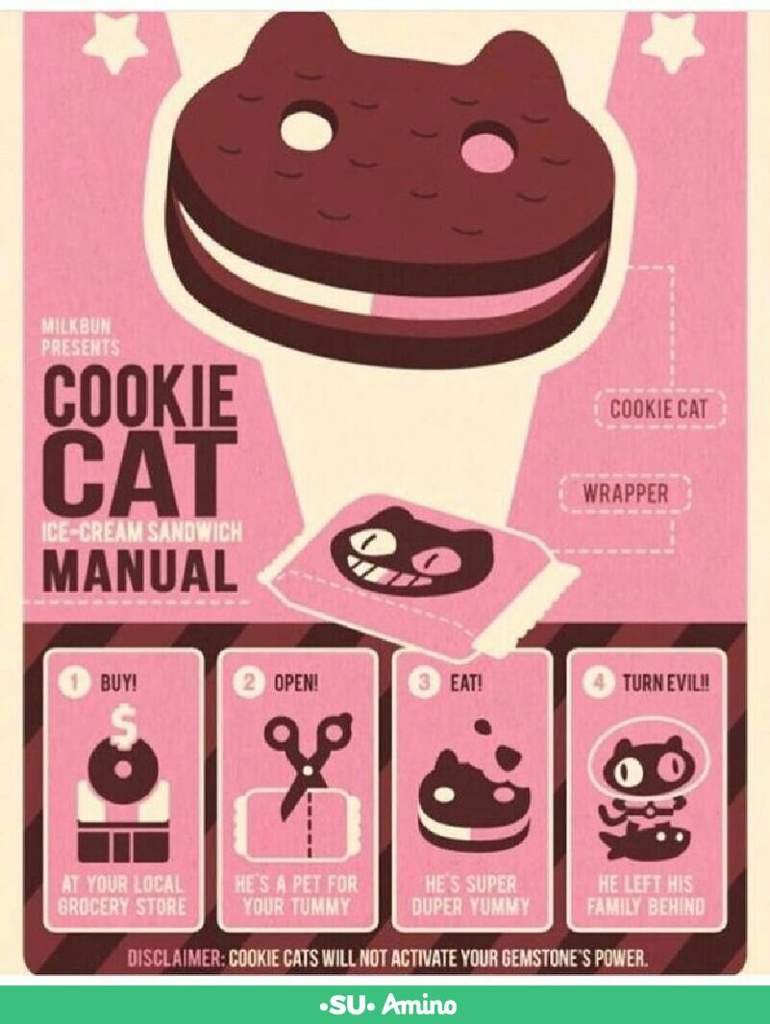 MILKBUN
PRESENTS
COOKIE
CAT
ICE-CREAM SANDWICH
MANUAL
COOKIE CAT
WRAPPER
1 BUY!
$
AT YOUR LOCAL
GROCERY STORE
2 OPEN!
HE'S A PET FOR
YOUR TUMMY
3 EAT!
HE'S SUPER
DUPER YUMMY
4 TURN EVIL!!
HE LEFT HIS
FAMILY BEHIND
DISCLAIMER: COOKIE CATS WILL NOT ACTIVATE YOUR GEMSTONE'S POWER.
•SU• Amino